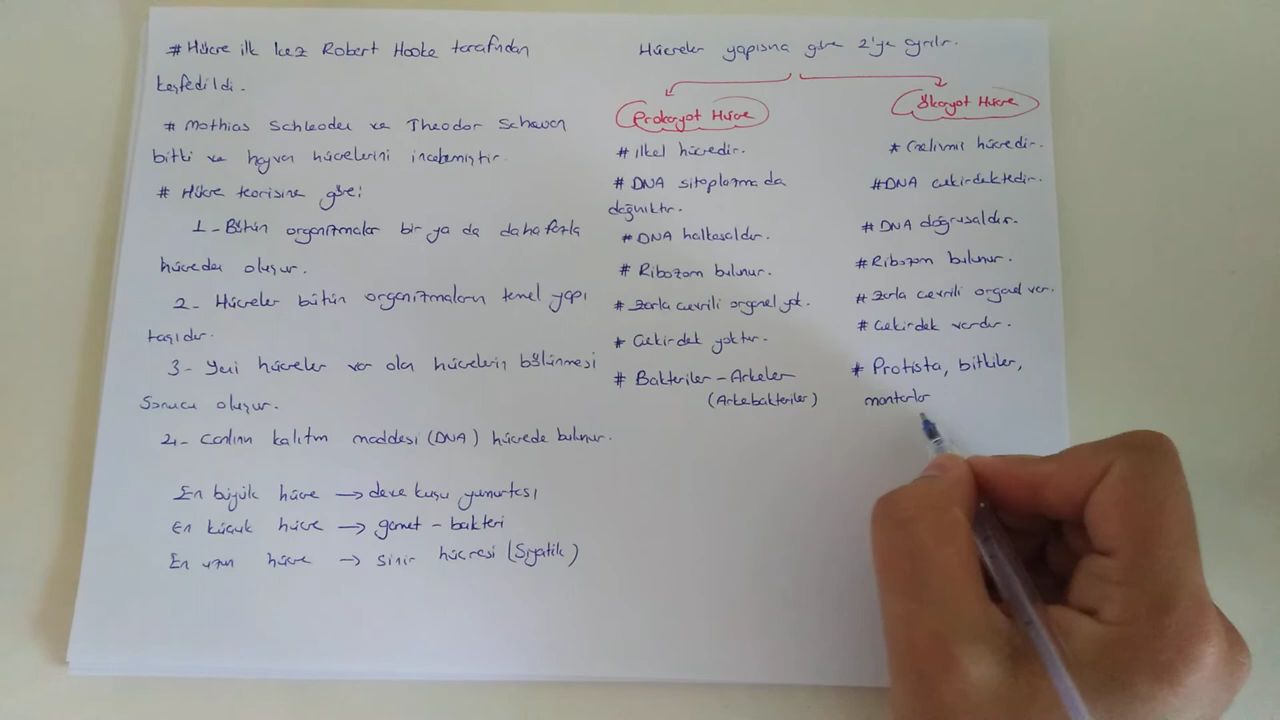 # Hücre ilk kez Robert Hooke tarafından
keşfedildi.
# Mathias Schleoder ve Theodor Schawn
bitki ve hayvan hücrelerini incelemiştir.
# Hücre teorisine göre;
1- Bütün organizmalar bir ya da daha fazla
hücreden oluşur.
2- Hücreler bütün organizmaların temel yapı
taşıdır.
3- Yeni hücreler var olan hücrelerin bölünmesi
sonucu oluşur.
4- Canlının kalıtım maddesi (DNA) hücrede bulunur.
En büyük hücre → deve kuşu yumurtası
En küçük hücre → gamet - bakteri
En uzun hücre → sinir hücresi (Siyatik)
Hücreler yapısına göre 2'ye ayrılır.
Prokaryot Hücre
# ilkel hücredir.
# DNA sitoplazmada
dağınıktır.
# DNA halkasaldır.
# Ribozom bulunur.
# Zarla çevrili organel yok.
* Çekirdek yoktur.
# Bakteriler - Arkeler
(Arkebakteriler)
Ökaryot Hücre
* Gelişmiş hücredir.
# DNA çekirdektedir.
# DNA doğrusaldır.
# Ribozom bulunur.
* Zarla çevrili organel var.
# Çekirdek vardır.
* Protista, bitkiler,
mantarlar